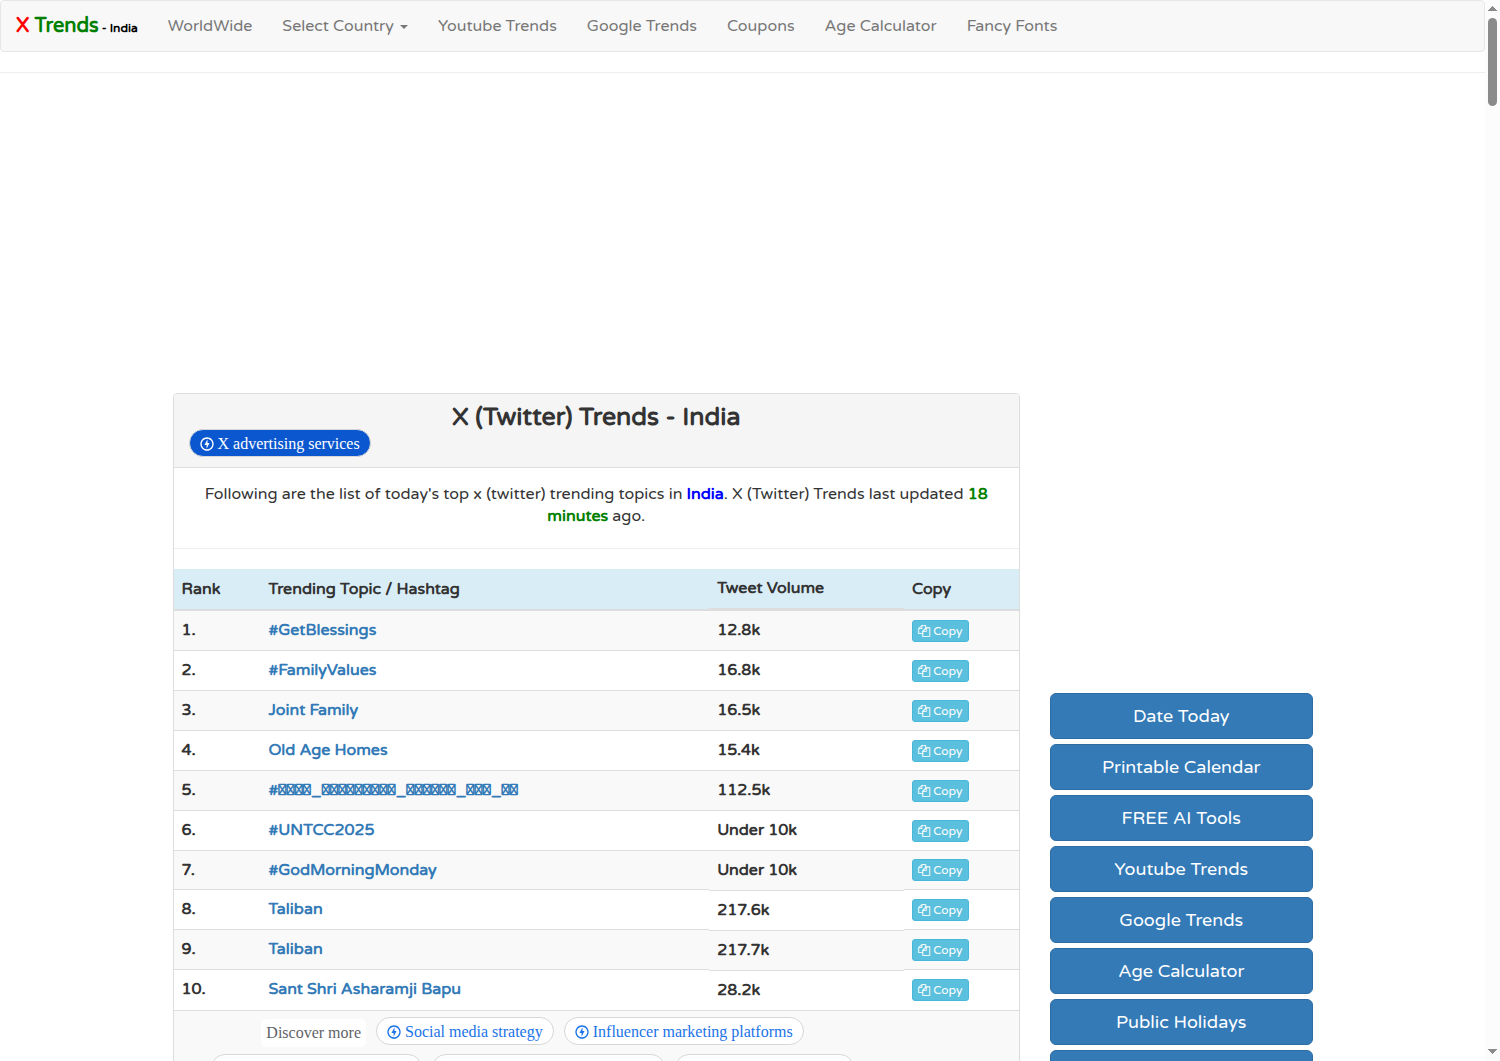 X Trends - India WorldWide Select Country Youtube Trends Google Trends Coupons Age Calculator Fancy Fonts
X (Twitter) Trends - India
X advertising services
Following are the list of today's top x (twitter) trending topics in India. X (Twitter) Trends last updated 18
minutes ago.
Rank Trending Topic / Hashtag Tweet Volume Copy
1. #GetBlessings 12.8k Copy
2. #FamilyValues 16.8k Copy
3. Joint Family 16.5k Copy
4. Old Age Homes 15.4k Copy
5. 112.5k Copy
6. #UNTCC2025 Under 10k Copy
7. #GodMorningMonday Under 10k Copy
8. Taliban 217.6k Copy
9. Taliban 217.7k Copy
10. Sant Shri Asharamji Bapu 28.2k Copy
Discover more Social media strategy Influencer marketing platforms
Date Today
Printable Calendar
FREE AI Tools
Youtube Trends
Google Trends
Age Calculator
Public Holidays